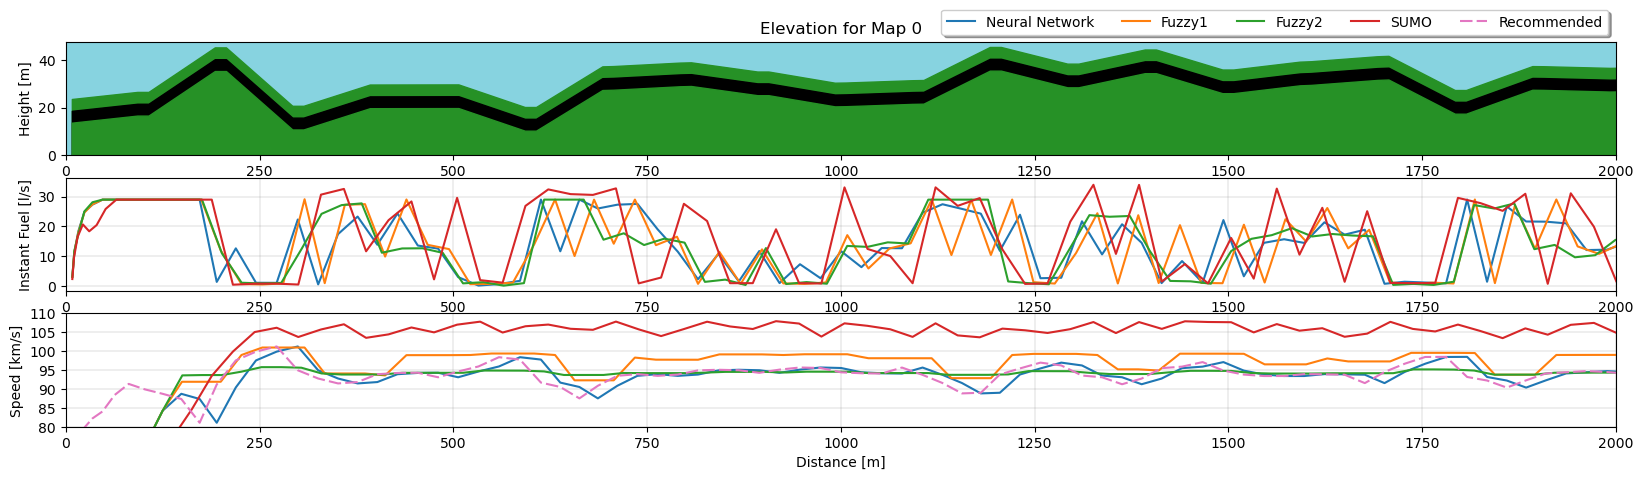 Elevation for Map 0
Neural Network Fuzzy1 Fuzzy2 SUMO Recommended
Height [m]
40
20
0
0 250 500 750 1000 1250 1500 1750 2000
Instant Fuel [l/s]
30
20
10
0
0 250 500 750 1000 1250 1500 1750 2000
Speed [km/s]
110
105
100
95
90
85
80
0 250 500 750 1000 1250 1500 1750 2000
Distance [m]